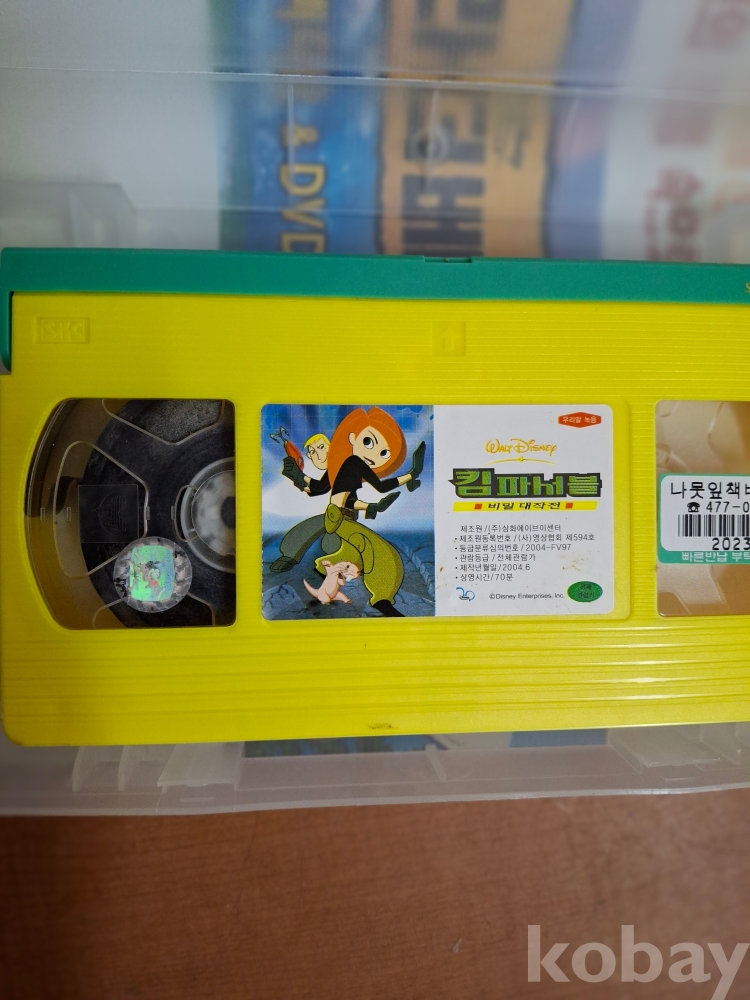 & DVD
SKC
우리말 녹음
WALT DISNEY
킴 파서블
비밀 대작전
제조원/(주)상화에이브이센터
· 제조원등록번호/(사)영상협회 제594호
· 등급분류심의번호/2004-FV97
· 관람등급/전체관람가
· 제작년월일/2004.6
· 상영시간/70분
©Disney Enterprises, Inc.
나뭇잎책
☎ 477-0
2023
빠른반납 부탁
kobay